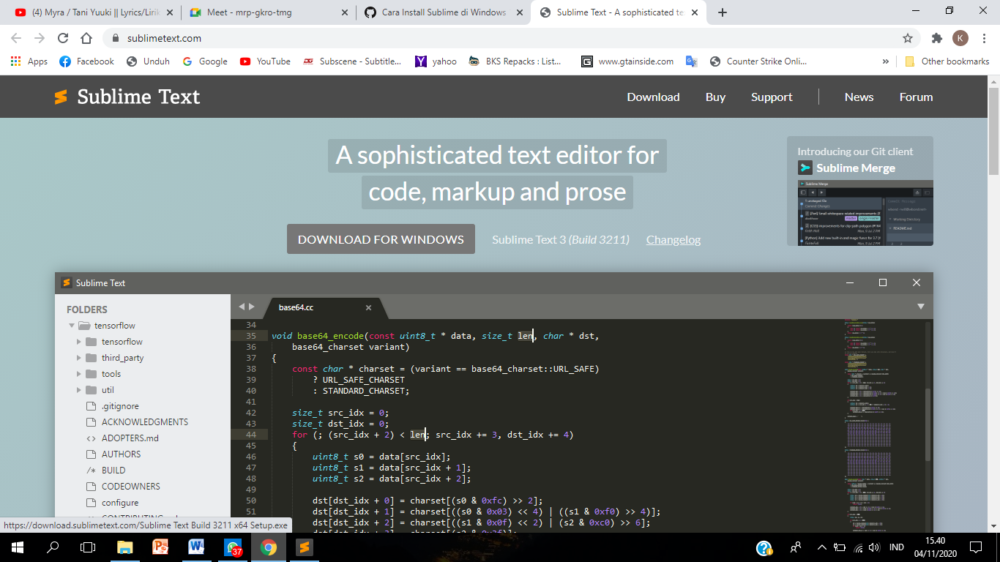 (4) Myra / Tani Yuuki || Lyrics/Lirik
Meet - mrp-gkro-tmg
Cara Install Sublime di Windows
Sublime Text - A sophisticated te
sublimetext.com
K
Apps
Facebook
Unduh
Google
YouTube
Subscene - Subtitle...
yahoo
BKS Repacks : List...
www.gtainside.com
Counter Strike Onli...
»
Other bookmarks
Sublime Text
Download
Buy
Support
News
Forum
A sophisticated text editor for
code, markup and prose
Introducing our Git client
Sublime Merge
DOWNLOAD FOR WINDOWS
Sublime Text 3 (Build 3211)
Changelog
Sublime Text
FOLDERS
tensorflow
tensorflow
third_party
tools
util
.gitignore
ACKNOWLEDGMENTS
ADOPTERS.md
AUTHORS
BUILD
CODEOWNERS
configure
base64.cc
34
35 void base64_encode(const uint8_t * data, size_t len, char * dst,
36 base64_charset variant)
37 {
38 const char * charset = (variant == base64_charset::URL_SAFE)
39 ? URL_SAFE_CHARSET
40 : STANDARD_CHARSET;
41
42 size_t src_idx = 0;
43 size_t dst_idx = 0;
44 for (; (src_idx + 2) < len; src_idx += 3, dst_idx += 4)
45 {
46 uint8_t s0 = data[src_idx];
47 uint8_t s1 = data[src_idx + 1];
48 uint8_t s2 = data[src_idx + 2];
49
50 dst[dst_idx + 0] = charset[(s0 & 0xfc) >> 2];
51 dst[dst_idx + 1] = charset[((s0 & 0x03) << 4) | ((s1 & 0xf0) >> 4)];
dst[dst_idx + 2] = charset[((s1 & 0x0f) << 2) | (s2 & 0xc0) >> 6];
https://download.sublimetext.com/Sublime Text Build 3211 x64 Setup.exe
37
IND
15.40
04/11/2020